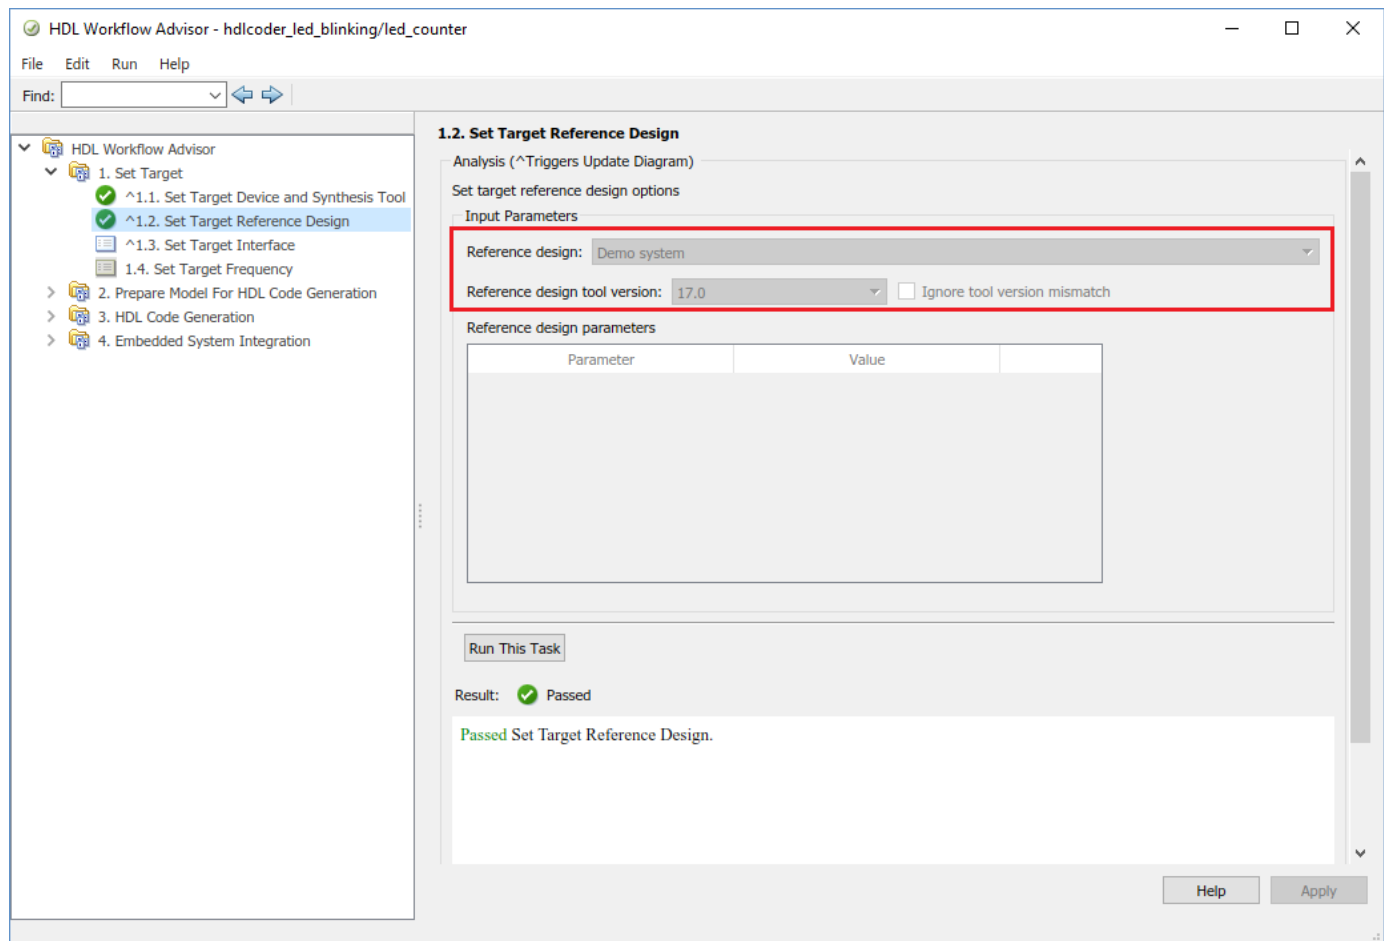 HDL Workflow Advisor - hdlcoder_led_blinking/led_counter
File Edit Run Help
Find:
HDL Workflow Advisor
1. Set Target
^1.1. Set Target Device and Synthesis Tool
^1.2. Set Target Reference Design
^1.3. Set Target Interface
1.4. Set Target Frequency
2. Prepare Model For HDL Code Generation
3. HDL Code Generation
4. Embedded System Integration
1.2. Set Target Reference Design
Analysis (^Triggers Update Diagram)
Set target reference design options
Input Parameters
Reference design: Demo system
Reference design tool version: 17.0 Ignore tool version mismatch
Reference design parameters
Parameter Value
Run This Task
Result: Passed
Passed Set Target Reference Design.
Help Apply